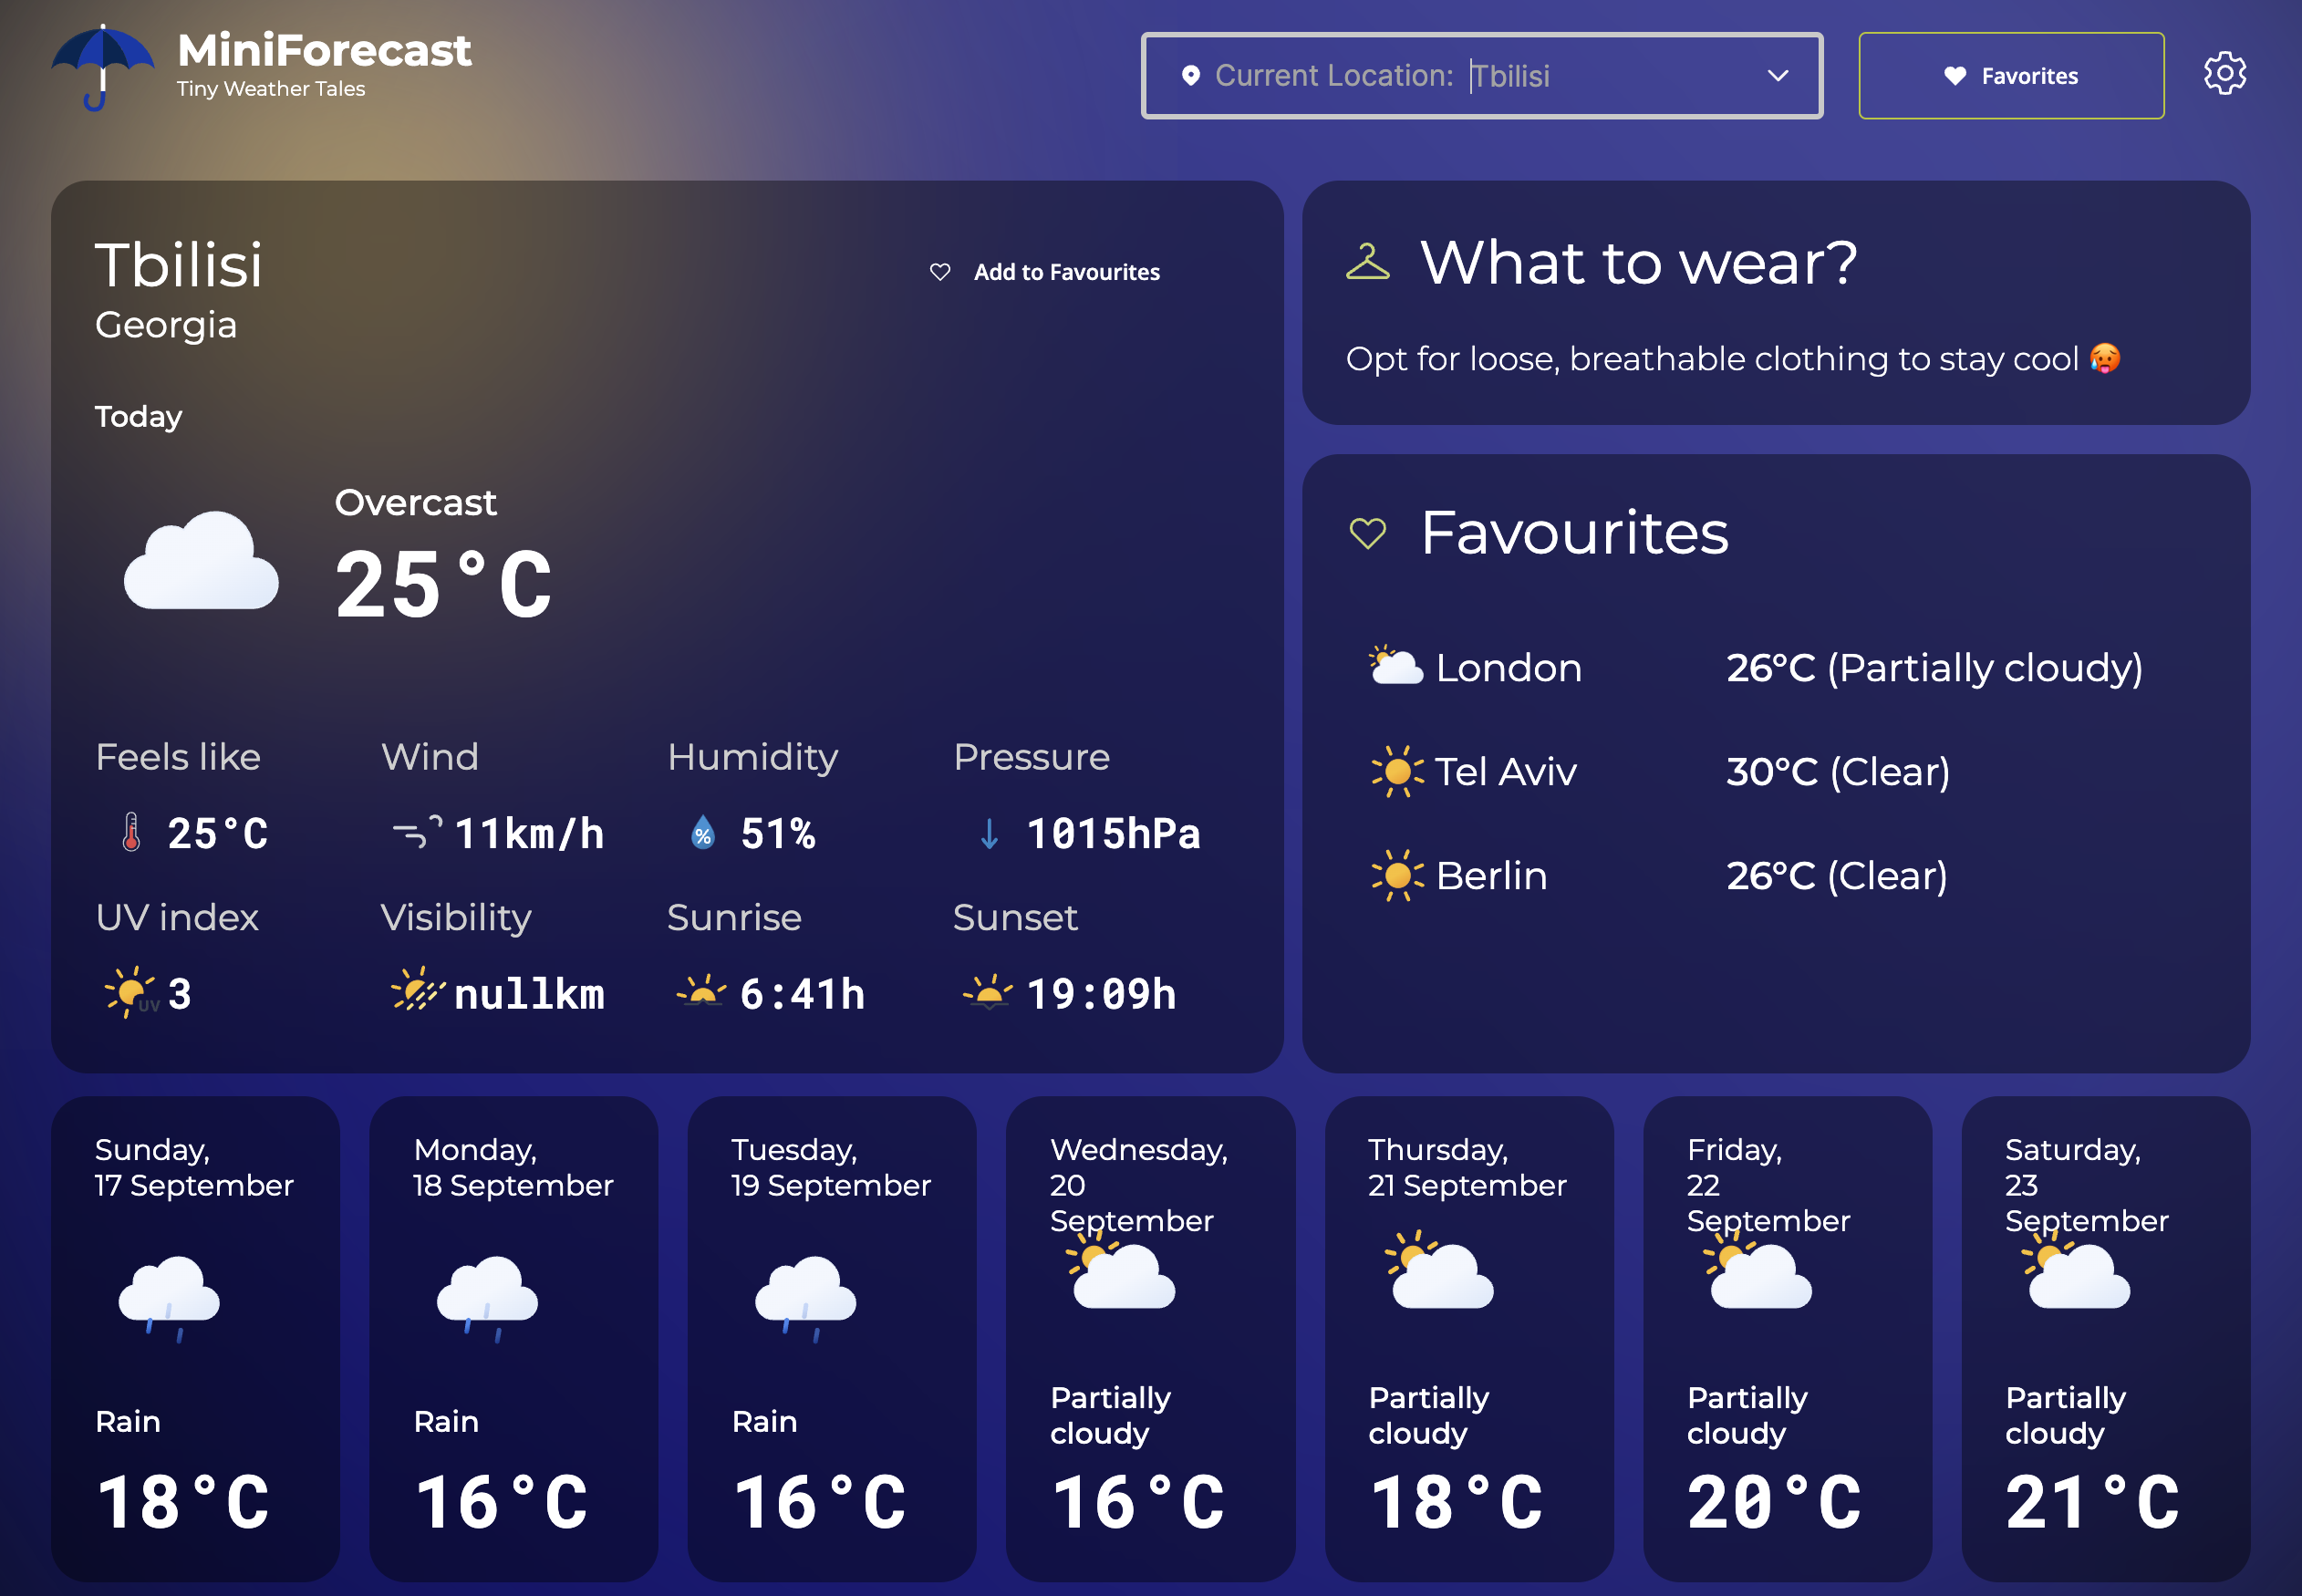 MiniForecast
Tiny Weather Tales
Current Location: Tbilisi
Favorites
Tbilisi
Georgia
Add to Favourites
Today
Overcast
25°C
Feels like
25°C
Wind
11km/h
Humidity
%
51%
Pressure
1015hPa
UV index
UV
3
Visibility
nullkm
Sunrise
6:41h
Sunset
19:09h
What to wear?
Opt for loose, breathable clothing to stay cool 🥵
Favourites
London 26°C (Partially cloudy)
Tel Aviv 30°C (Clear)
Berlin 26°C (Clear)
Sunday,
17 September
Rain
18°C
Monday,
18 September
Rain
16°C
Tuesday,
19 September
Rain
16°C
Wednesday,
20
September
Partially
cloudy
16°C
Thursday,
21 September
Partially
cloudy
18°C
Friday,
22
September
Partially
cloudy
20°C
Saturday,
23
September
Partially
cloudy
21°C